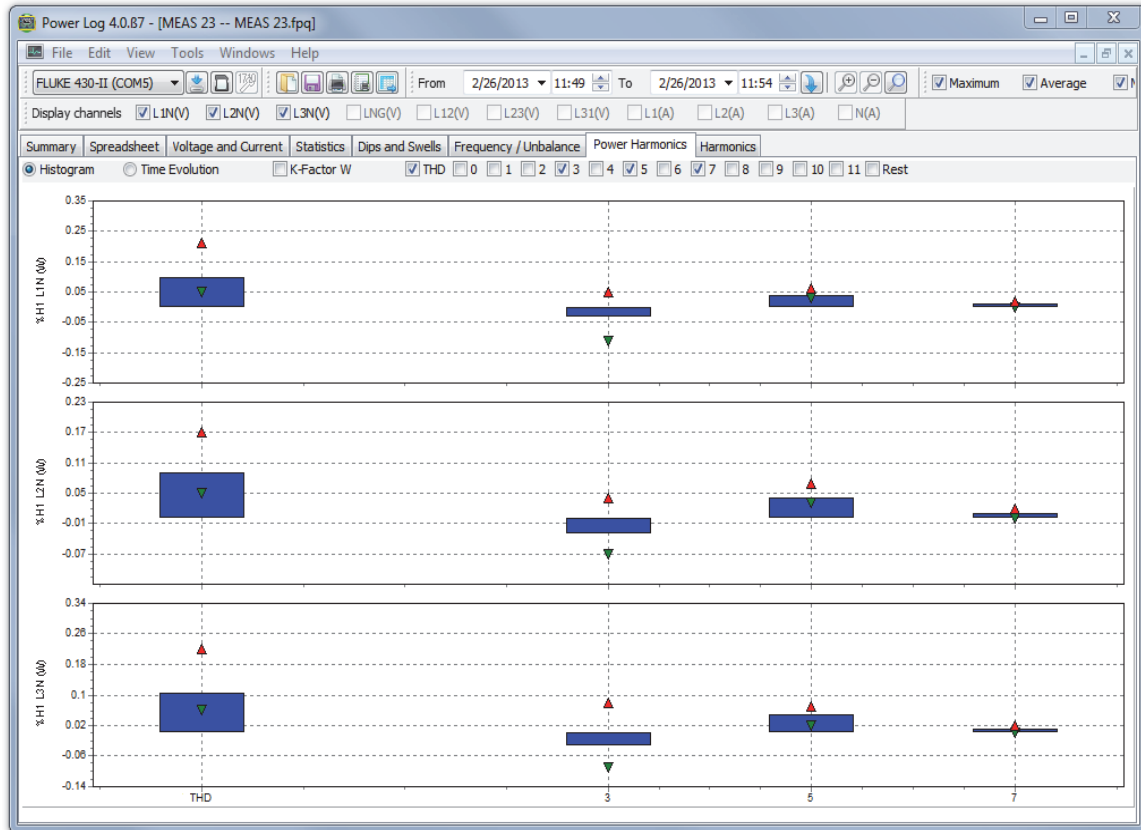 Power Log 4.0.87 - [MEAS 23 -- MEAS 23.fpq]
File Edit View Tools Windows Help
FLUKE 430-II (COM5) From 2/26/2013 11:49 To 2/26/2013 11:54 Maximum Average
Display channels L1N(V) L2N(V) L3N(V) LNG(V) L12(V) L23(V) L31(V) L1(A) L2(A) L3(A) N(A)
Summary Spreadsheet Voltage and Current Statistics Dips and Swells Frequency / Unbalance Power Harmonics Harmonics
Histogram Time Evolution K-Factor W THD 0 1 2 3 4 5 6 7 8 9 10 11 Rest
%H1 L1N (W)
0.35
0.25
0.15
0.05
-0.05
-0.15
-0.25
%H1 L2N (W)
0.23
0.17
0.11
0.05
-0.01
-0.07
%H1 L3N (W)
0.34
0.26
0.18
0.1
0.02
-0.06
-0.14
THD 3 5 7